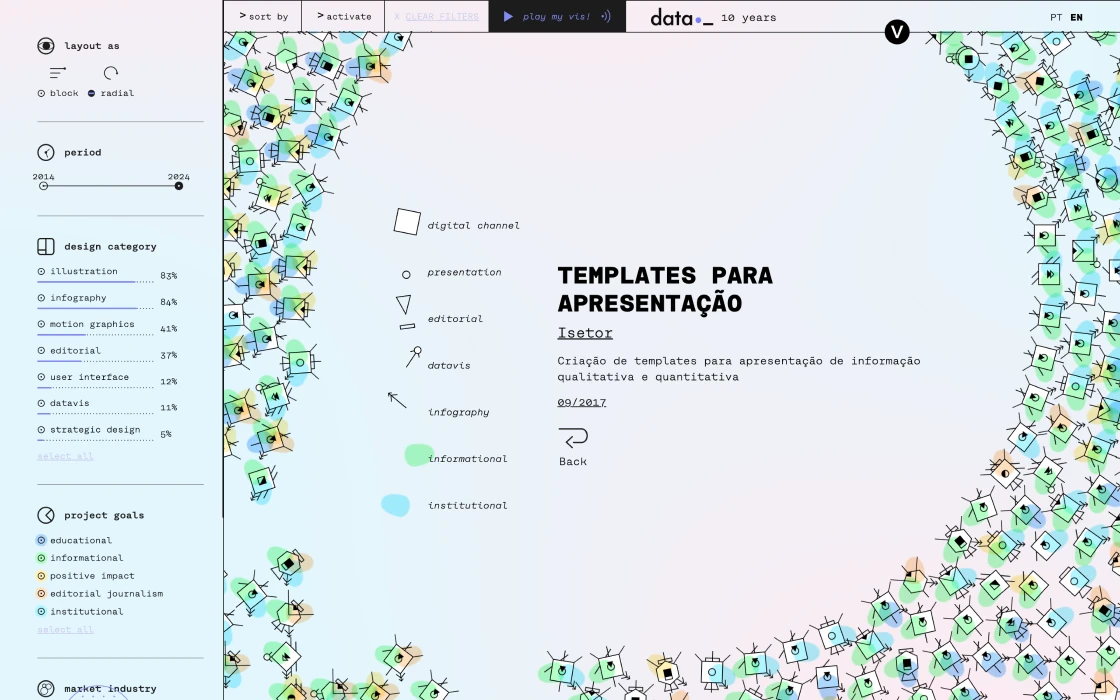 > sort by
> activate
X CLEAR FILTERS
play my vis!
data._ 10 years
V
PT EN
layout as
block
radial
period
2014
2024
design category
illustration 83%
infography 84%
motion graphics 41%
editorial 37%
user interface 12%
datavis 11%
strategic design 5%
select all
project goals
educational
informational
positive impact
editorial journalism
institutional
select all
market industry
digital channel
presentation
editorial
datavis
infography
informational
institutional
TEMPLATES PARA
APRESENTAÇÃO
Isetor
Criação de templates para apresentação de informação
qualitativa e quantitativa
09/2017
Back